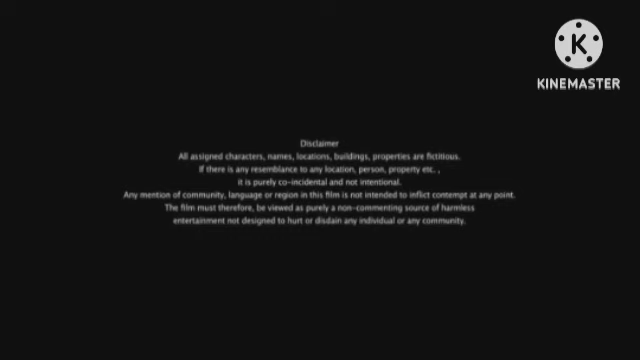 K
KINEMASTER
Disclaimer
All assigned characters, names, locations, buildings, properties are fictitious.
If there is any resemblance to any location, person, property etc. ,
it is purely co-incidental and not intentional.
Any mention of community, language or region in this film is not intended to inflict contempt at any point.
The film must therefore, be viewed as purely a non-commenting source of harmless
entertainment not designed to hurt or disdain any individual or any community.